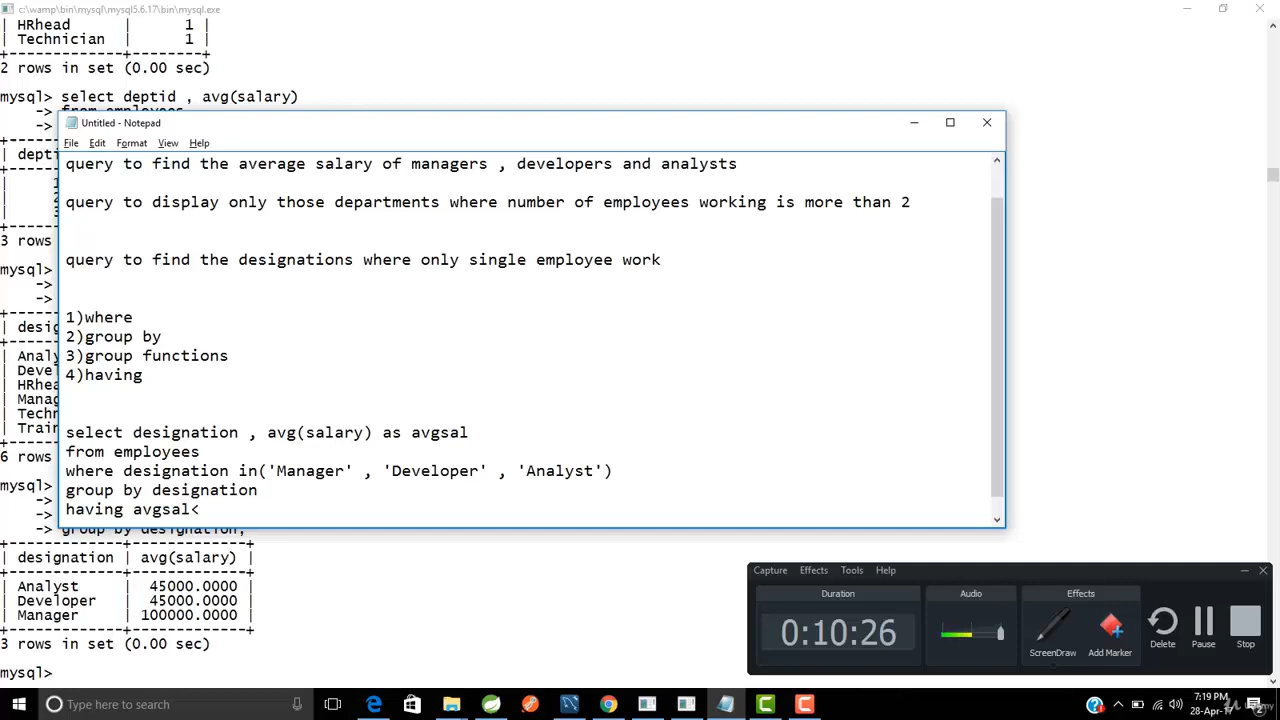 c:\wamp\bin\mysql\mysql5.6.17\bin\mysql.exe
| HRhead | 1 |
| Technician | 1 |
+------------+--------+
2 rows in set (0.00 sec)
mysql> select deptid , avg(salary)
-> from employees
->
3 rows
mysql>
->
->
6 rows
mysql>
->
->
-> group by designation;
+-------------+-------------+
| designation | avg(salary) |
+-------------+-------------+
| Analyst | 45000.0000 |
| Developer | 45000.0000 |
| Manager | 100000.0000 |
+-------------+-------------+
3 rows in set (0.00 sec)
mysql>
Untitled - Notepad
File Edit Format View Help
query to find the average salary of managers , developers and analysts
query to display only those departments where number of employees working is more than 2
query to find the designations where only single employee work
1)where
2)group by
3)group functions
4)having
select designation , avg(salary) as avgsal
from employees
where designation in('Manager' , 'Developer' , 'Analyst')
group by designation
having avgsal<
Capture Effects Tools Help
Duration Audio Effects
0:10:26
ScreenDraw Add Marker Delete Pause Stop
Type here to search
7:19 PM
28-Apr-17